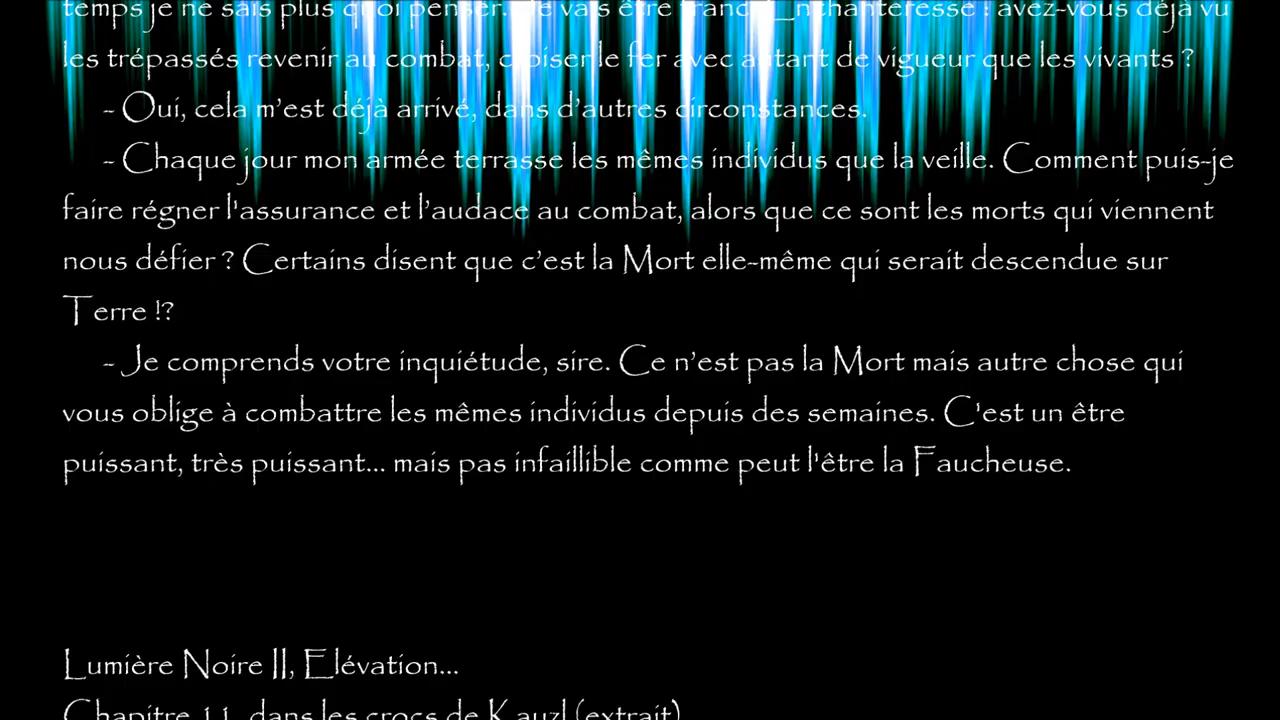 temps je ne sais plus quoi penser. Je vais être franc, Enchanteresse : avez-vous déjà vu
les trépassés revenir au combat, croiser le fer avec autant de vigueur que les vivants ?
- Oui, cela m’est déjà arrivé, dans d’autres circonstances.
- Chaque jour mon armée terrasse les mêmes individus que la veille. Comment puis-je
faire régner l'assurance et l’audace au combat, alors que ce sont les morts qui viennent
nous défier ? Certains disent que c’est la Mort elle-même qui serait descendue sur
Terre !?
- Je comprends votre inquiétude, sire. Ce n’est pas la Mort mais autre chose qui
vous oblige à combattre les mêmes individus depuis des semaines. C'est un être
puissant, très puissant... mais pas infaillible comme peut l'être la Faucheuse.
Lumière Noire II, Elévation...
Chapitre 11, dans les crocs de Kauzl (extrait)